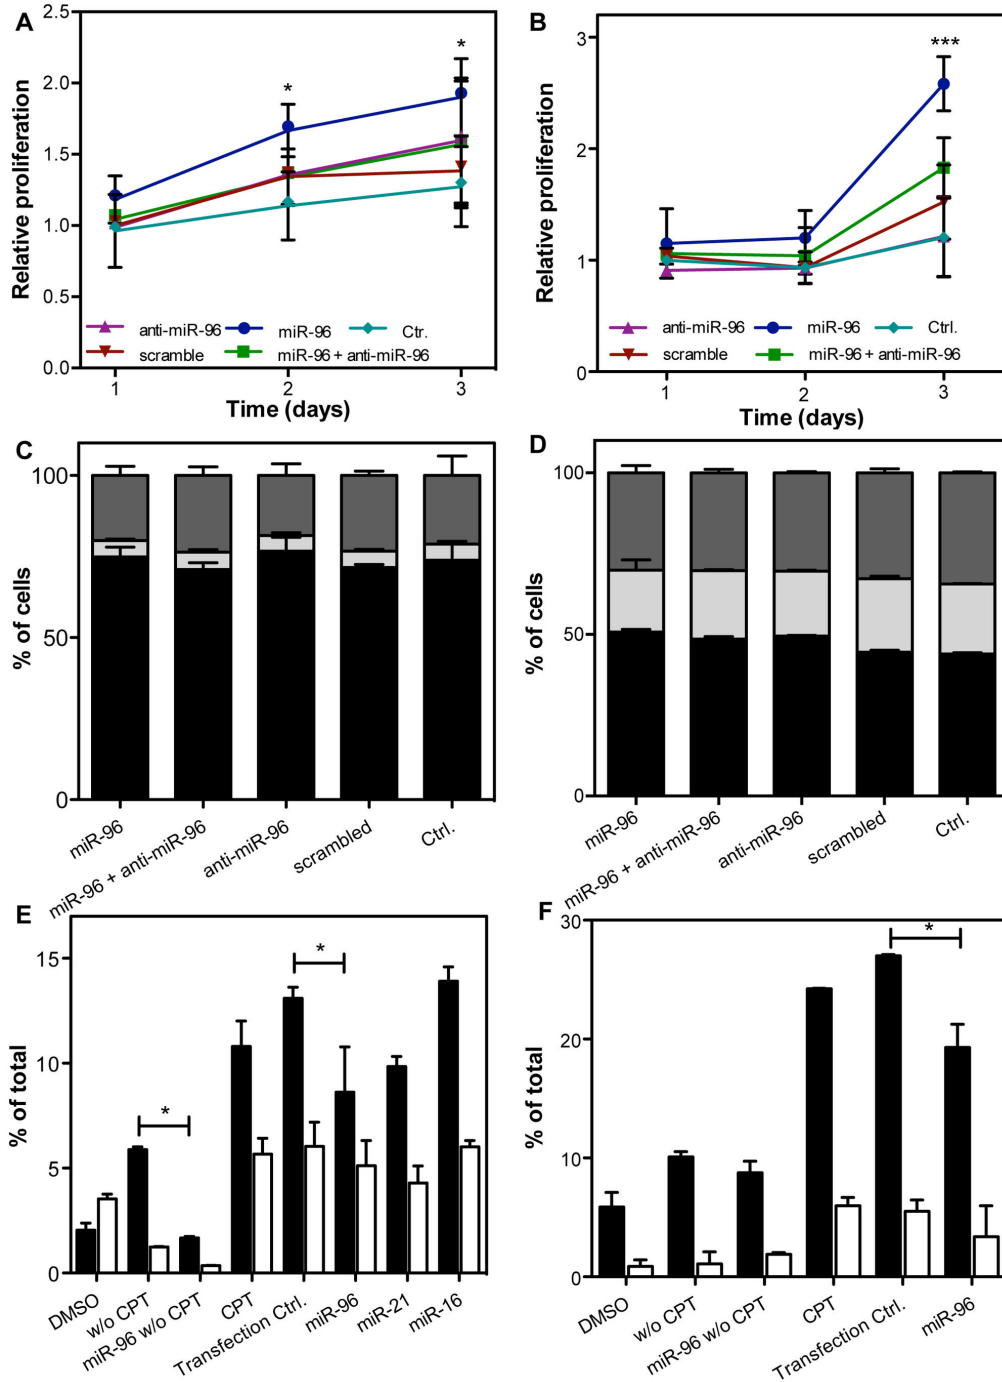 A
Relative proliferation
2.5
2.0
1.5
1.0
0.5
0.0
*
*
anti-miR-96 miR-96 Ctrl.
scramble miR-96 + anti-miR-96
1 2 3
Time (days)
B
Relative proliferation
3
2
1
0
***
anti-miR-96 miR-96 Ctrl.
scramble miR-96 + anti-miR-96
1 2 3
Time (days)
C
% of cells
100
50
0
miR-96
miR-96 + anti-miR-96
anti-miR-96
scrambled
Ctrl.
D
% of cells
100
50
0
miR-96
miR-96 + anti-miR-96
anti-miR-96
scrambled
Ctrl.
E
% of total
15
10
5
0
*
*
DMSO
w/o CPT
miR-96 w/o CPT
CPT
Transfection Ctrl.
miR-96
miR-21
miR-16
F
% of total
30
20
10
0
*
DMSO
w/o CPT
miR-96 w/o CPT
CPT
Transfection Ctrl.
miR-96